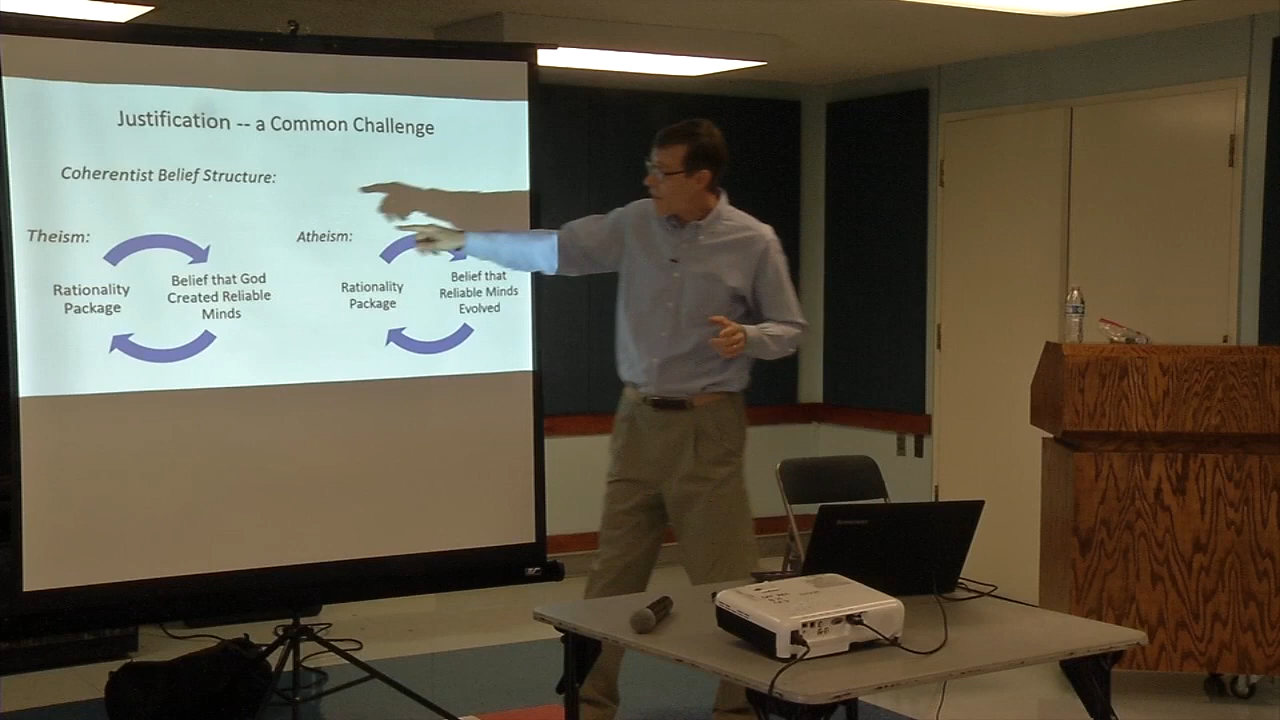 Justification -- a Common Challenge
Coherentist Belief Structure:
Theism:
Rationality
Package
Belief that God
Created Reliable
Minds
Atheism:
Rationality
Package
Belief that
Reliable Minds
Evolved